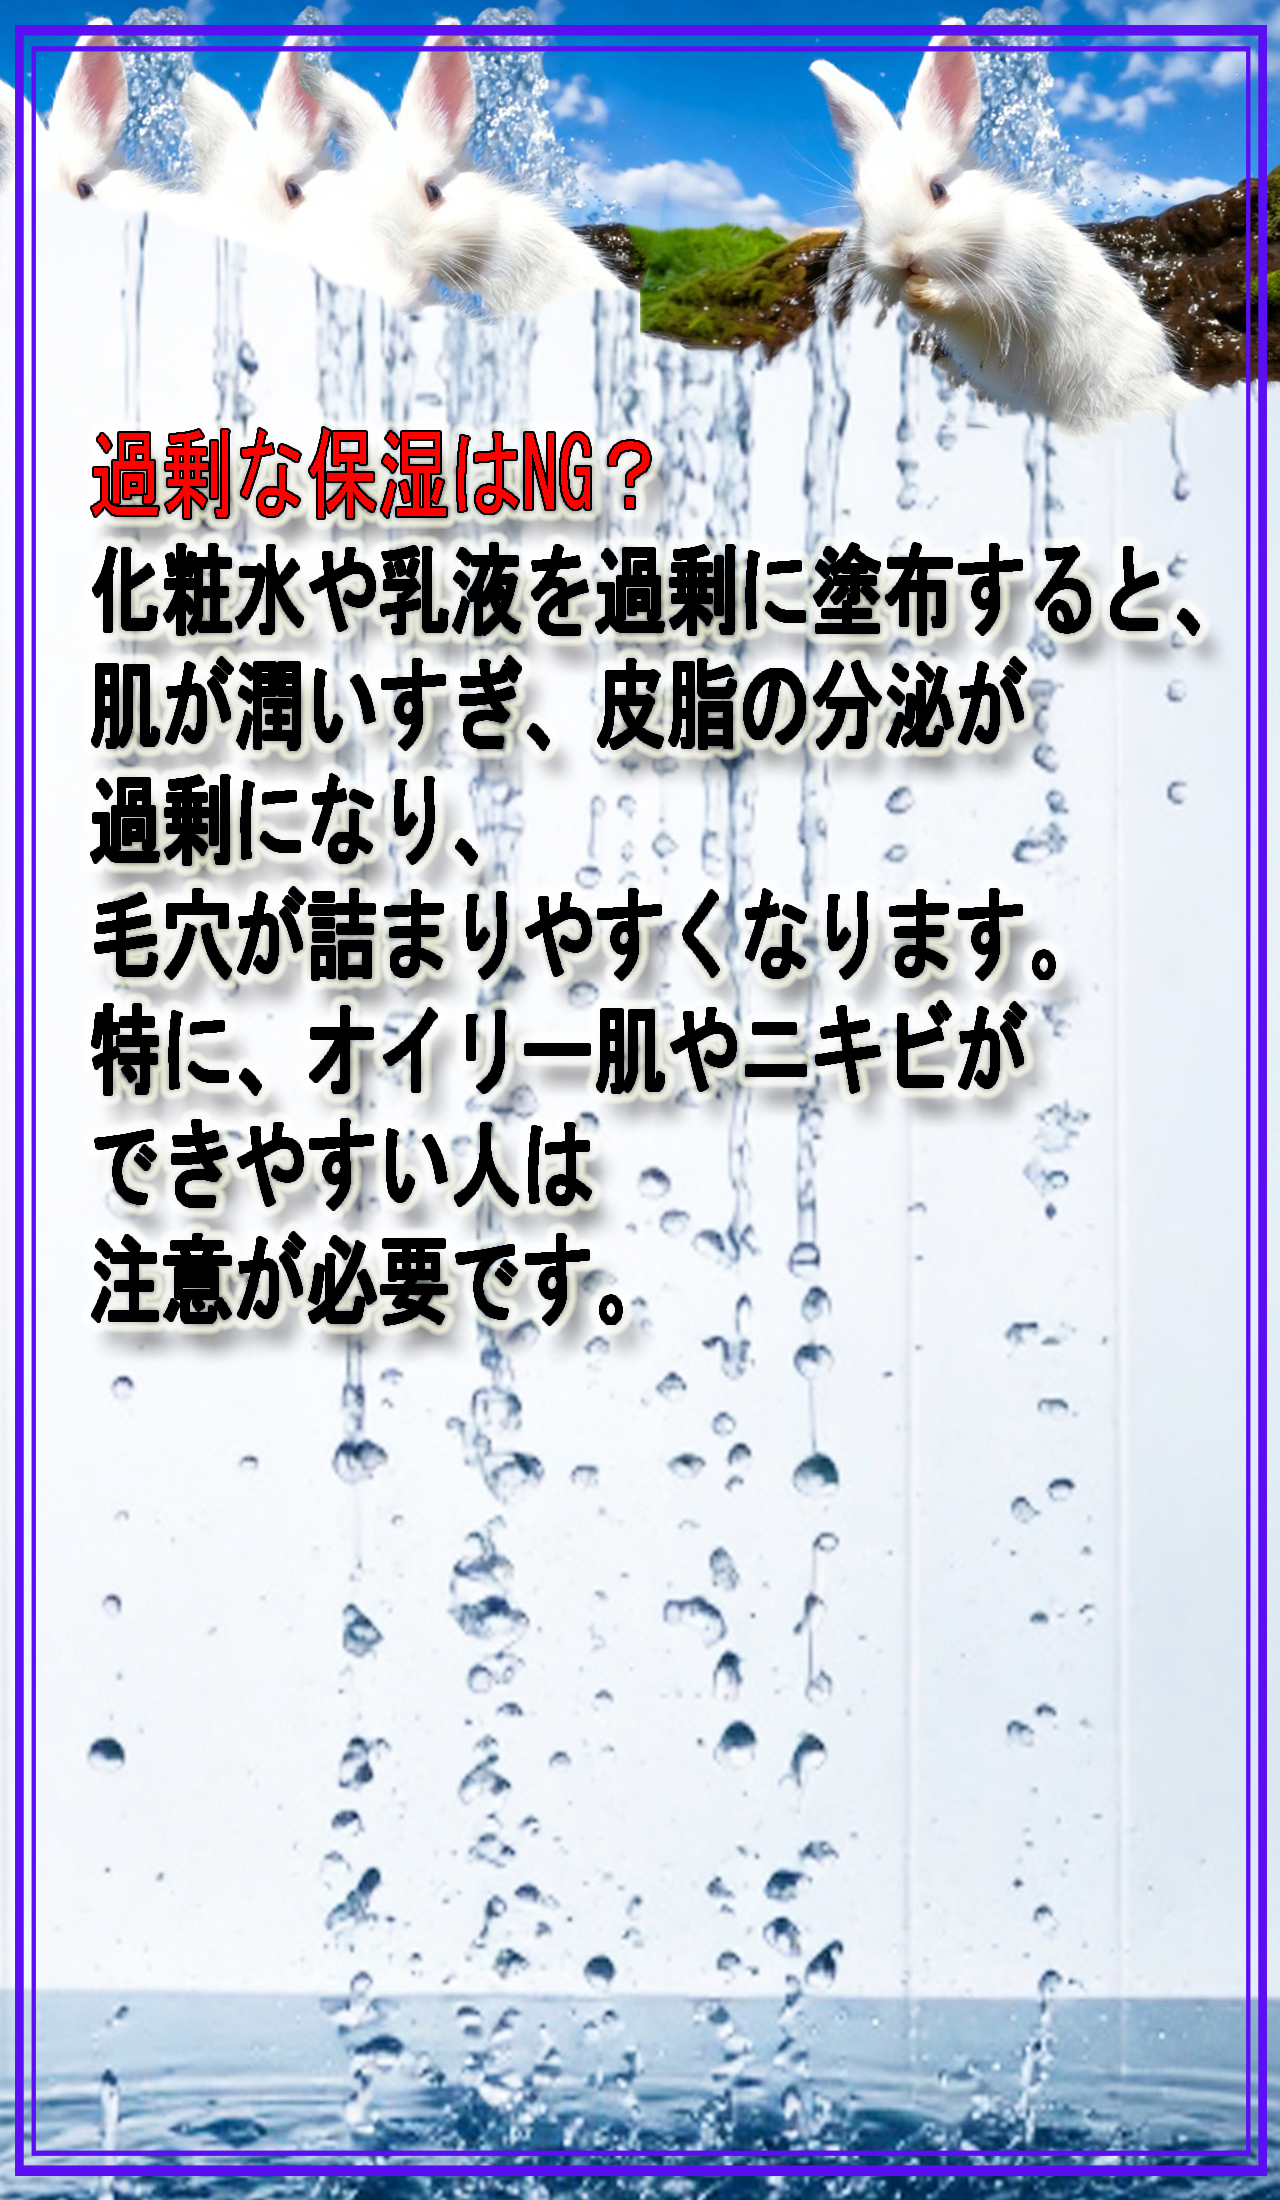 過剰な保湿はNG？
化粧水や乳液を過剰に塗布すると、
肌が潤いすぎ、皮脂の分泌が
過剰になり、
毛穴が詰まりやすくなります。
特に、オイリー肌やニキビが
できやすい人は
注意が必要です。